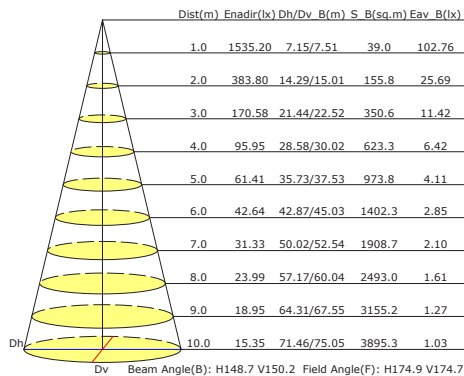 Dist(m) Enadir(lx) Dh/Dv_B(m) S_B(sq.m) Eav_B(lx)
1.0 1535.20 7.15/7.51 39.0 102.76
2.0 383.80 14.29/15.01 155.8 25.69
3.0 170.58 21.44/22.52 350.6 11.42
4.0 95.95 28.58/30.02 623.3 6.42
5.0 61.41 35.73/37.53 973.8 4.11
6.0 42.64 42.87/45.03 1402.3 2.85
7.0 31.33 50.02/52.54 1908.7 2.10
8.0 23.99 57.17/60.04 2493.0 1.61
9.0 18.95 64.31/67.55 3155.2 1.27
Dh 10.0 15.35 71.46/75.05 3895.3 1.03
Dv Beam Angle(B): H148.7 V150.2 Field Angle(F): H174.9 V174.7